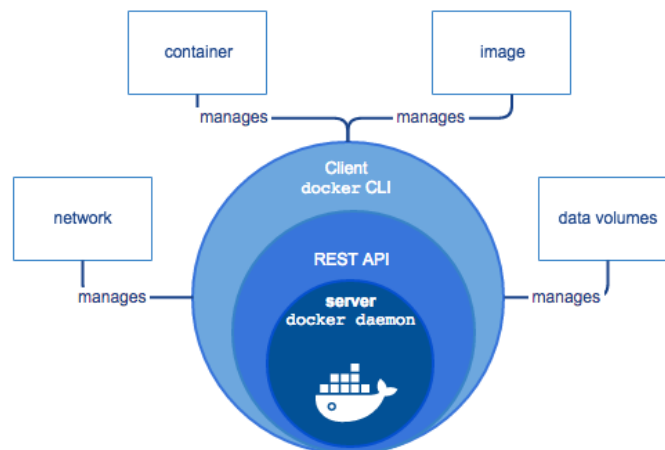 container
image
manages
manages
Client
docker CLI
network
data volumes
REST API
manages
server
manages
docker daemon